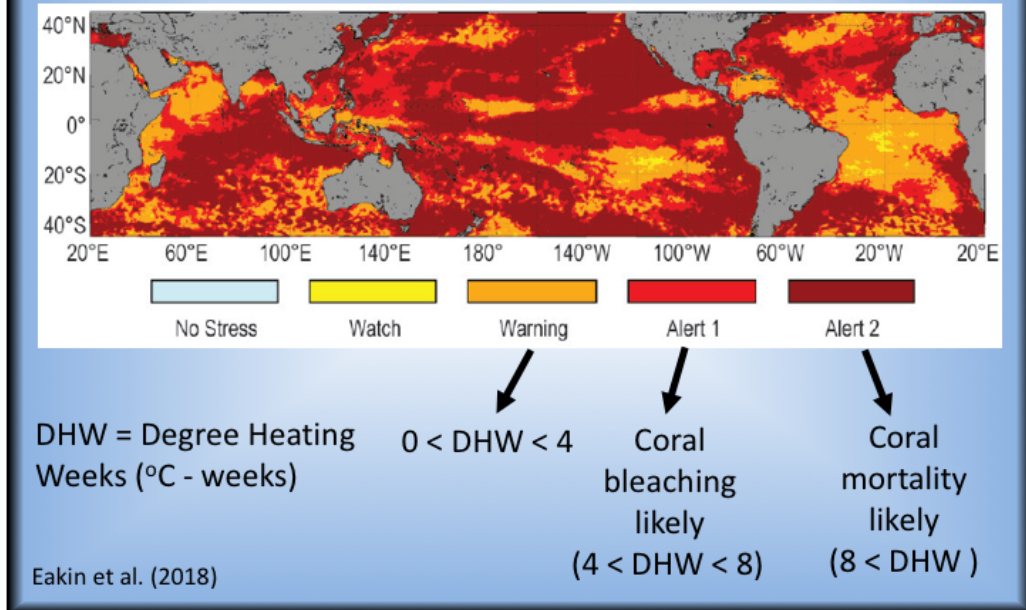 40°N
20°N
0°
20°S
40°S
20°E 60°E 100°E 140°E 180° 140°W 100°W 60°W 20°W 20°E
No Stress Watch Warning Alert 1 Alert 2
DHW = Degree Heating
Weeks (°C - weeks)
0 < DHW < 4
Coral
bleaching
likely
(4 < DHW < 8)
Coral
mortality
likely
(8 < DHW )
Eakin et al. (2018)